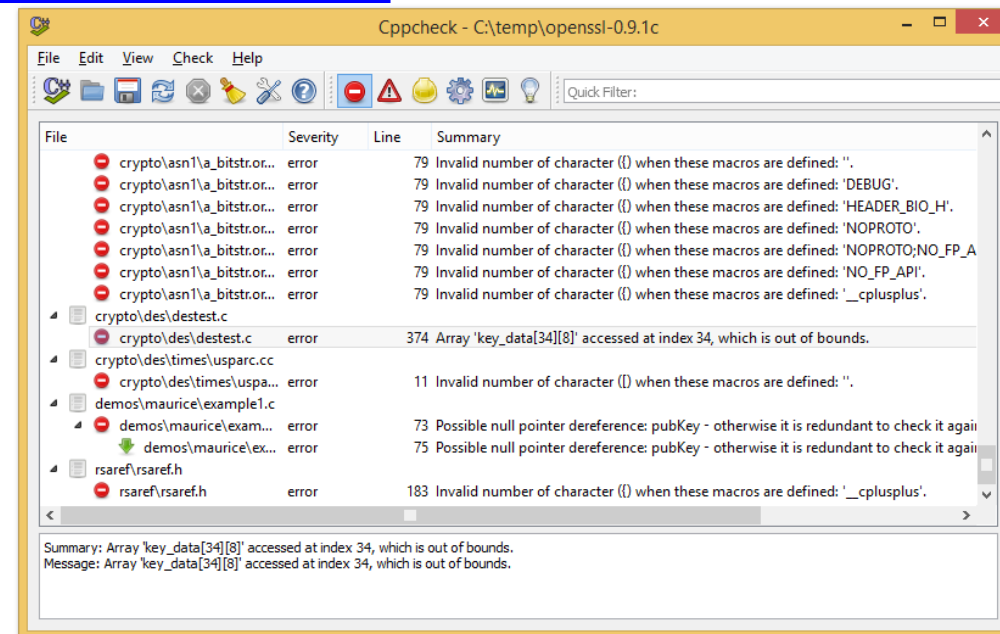 Cppcheck - C:\temp\openssl-0.9.1c
File Edit View Check Help
Quick Filter:
File Severity Line Summary
crypto\asn1\a_bitstr.or... error 79 Invalid number of character ({) when these macros are defined: ''.
crypto\asn1\a_bitstr.or... error 79 Invalid number of character ({) when these macros are defined: 'DEBUG'.
crypto\asn1\a_bitstr.or... error 79 Invalid number of character ({) when these macros are defined: 'HEADER_BIO_H'.
crypto\asn1\a_bitstr.or... error 79 Invalid number of character ({) when these macros are defined: 'NOPROTO'.
crypto\asn1\a_bitstr.or... error 79 Invalid number of character ({) when these macros are defined: 'NOPROTO;NO_FP_A
crypto\asn1\a_bitstr.or... error 79 Invalid number of character ({) when these macros are defined: 'NO_FP_API'.
crypto\asn1\a_bitstr.or... error 79 Invalid number of character ({) when these macros are defined: '__cplusplus'.
crypto\des\destest.c
crypto\des\destest.c error 374 Array 'key_data[34][8]' accessed at index 34, which is out of bounds.
crypto\des\times\usparc.cc
crypto\des\times\uspa... error 11 Invalid number of character ([) when these macros are defined: ''.
demos\maurice\example1.c
demos\maurice\exam... error 73 Possible null pointer dereference: pubKey - otherwise it is redundant to check it agai
demos\maurice\ex... error 75 Possible null pointer dereference: pubKey - otherwise it is redundant to check it agai
rsaref\rsaref.h
rsaref\rsaref.h error 183 Invalid number of character ({) when these macros are defined: '__cplusplus'.
Summary: Array 'key_data[34][8]' accessed at index 34, which is out of bounds.
Message: Array 'key_data[34][8]' accessed at index 34, which is out of bounds.